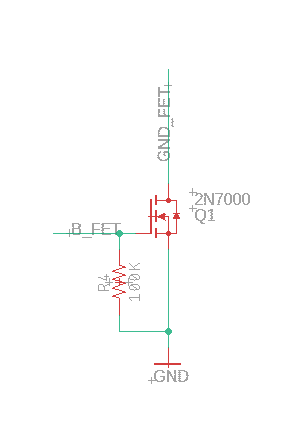 GND_FET
2N7000
Q1
B_FET
R4
100K
GND